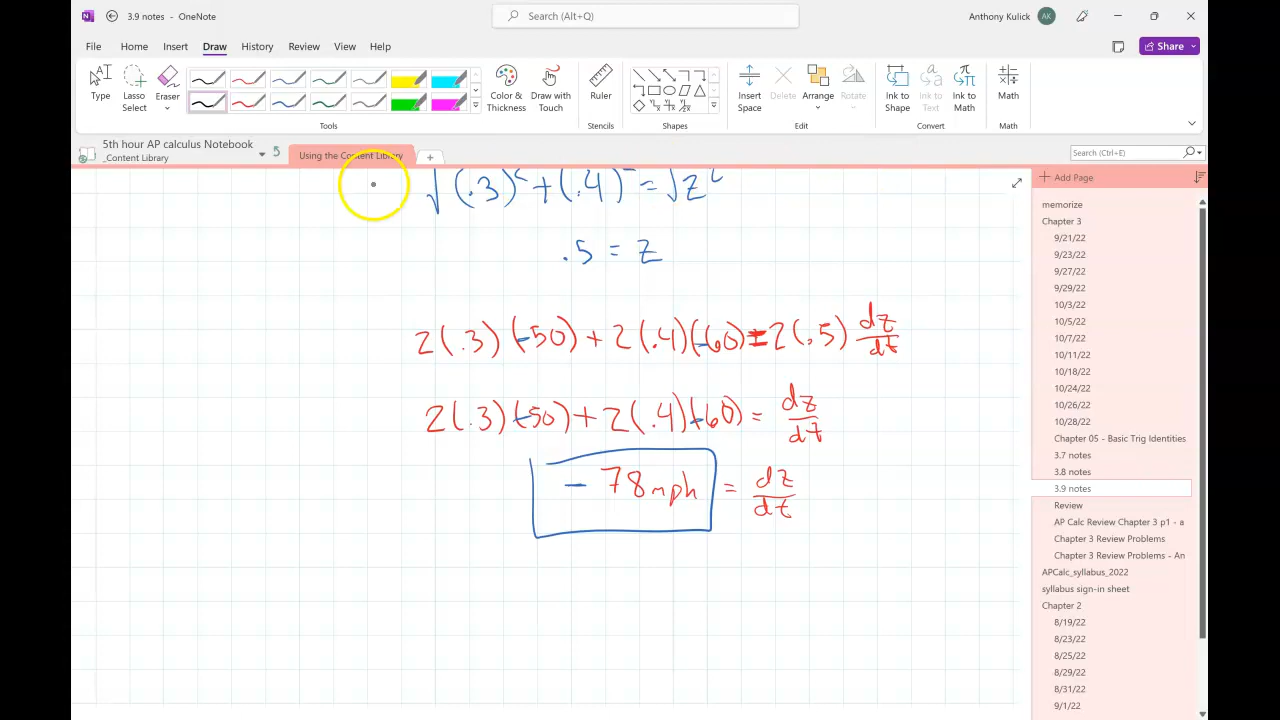 3.9 notes - OneNote
Search (Alt+Q)
Anthony Kulick
AK
File Home Insert Draw History Review View Help
Share
Type
Lasso Select
Eraser
Color & Thickness
Draw with Touch
Ruler
Insert Space
Delete
Arrange
Rotate
Ink to Shape
Ink to Text
Ink to Math
Math
Tools
Stencils
Shapes
Edit
Convert
Math
5th hour AP calculus Notebook
_Content Library
Using the Content Library
Search (Ctrl+E)
Add Page
√(.3)² + (.4)² = √z²
.5 = z
2(.3)(-50) + 2(.4)(-60) = 2(.5) dz/dt
2(.3)(-50) + 2(.4)(-60) = dz/dt
- 78 mph = dz/dt
memorize
Chapter 3
9/21/22
9/23/22
9/27/22
9/29/22
10/3/22
10/5/22
10/7/22
10/11/22
10/18/22
10/24/22
10/26/22
10/28/22
Chapter 05 - Basic Trig Identities
3.7 notes
3.8 notes
3.9 notes
Review
AP Calc Review Chapter 3 p1 - a
Chapter 3 Review Problems
Chapter 3 Review Problems - An
APCalc_syllabus_2022
syllabus sign-in sheet
Chapter 2
8/19/22
8/23/22
8/25/22
8/29/22
8/31/22
9/1/22